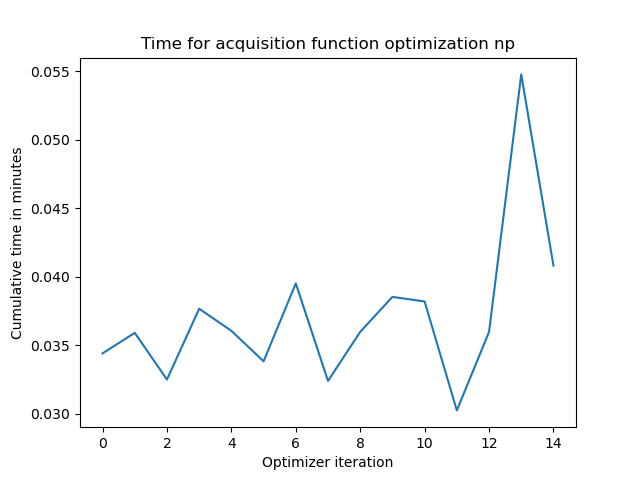 Time for acquisition function optimization np
Cumulative time in minutes
0.055
0.050
0.045
0.040
0.035
0.030
0 2 4 6 8 10 12 14
Optimizer iteration